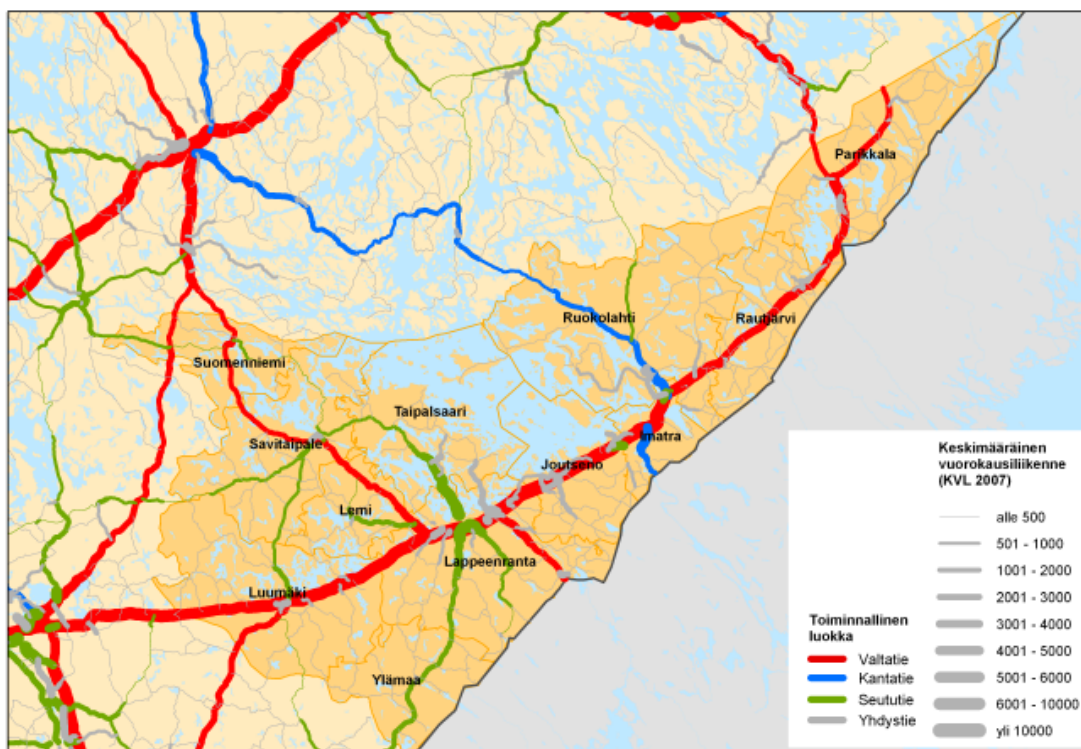 Parikkala
Ruokolahti
Rautjärvi
Suomenniemi
Taipalsaari
Savitaipale
Imatra
Joutseno
Lemi
Lappeenranta
Luumäki
Ylämaa
Toiminnallinen
luokka
Valtatie
Kantatie
Seututie
Yhdystie
Keskimääräinen
vuorokausiliikenne
(KVL 2007)
alle 500
501 - 1000
1001 - 2000
2001 - 3000
3001 - 4000
4001 - 5000
5001 - 6000
6001 - 10000
yli 10000